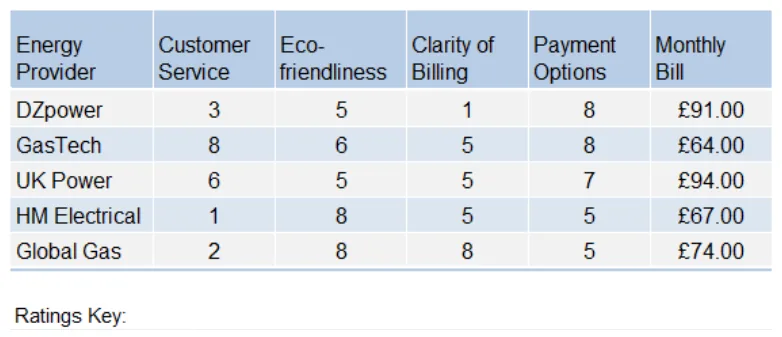 Energy Provider Customer Service Eco-friendliness Clarity of Billing Payment Options Monthly Bill
DZpower 3 5 1 8 £91.00
GasTech 8 6 5 8 £64.00
UK Power 6 5 5 7 £94.00
HM Electrical 1 8 5 5 £67.00
Global Gas 2 8 8 5 £74.00
Ratings Key: